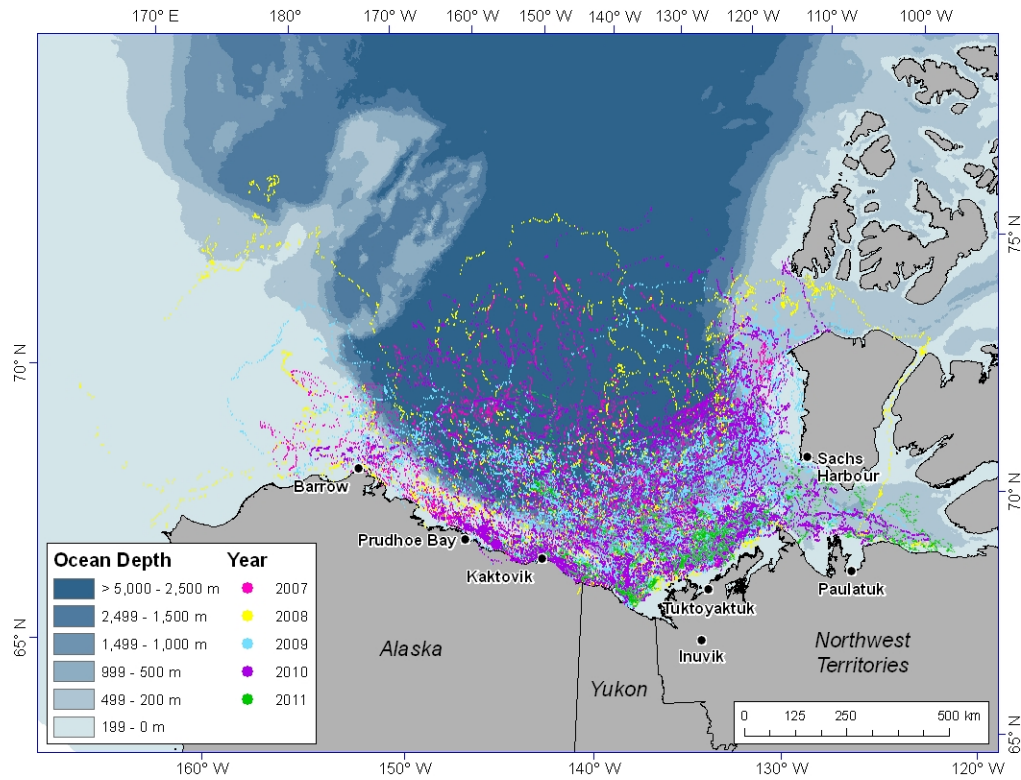 170° E 180° 170° W 160° W 150° W 140° W 130° W 120° W 110° W 100° W
75° N
70° N
70° N
Sachs
Harbour
Barrow
Prudhoe Bay
Kaktovik
Paulatuk
Tuktoyaktuk
Inuvik
Alaska
Yukon
Northwest
Territories
65° N
65° N
Ocean Depth Year
> 5,000 - 2,500 m 2007
2,499 - 1,500 m 2008
1,499 - 1,000 m 2009
999 - 500 m 2010
499 - 200 m 2011
199 - 0 m
0 125 250 500 km
160° W 150° W 140° W 130° W 120° W